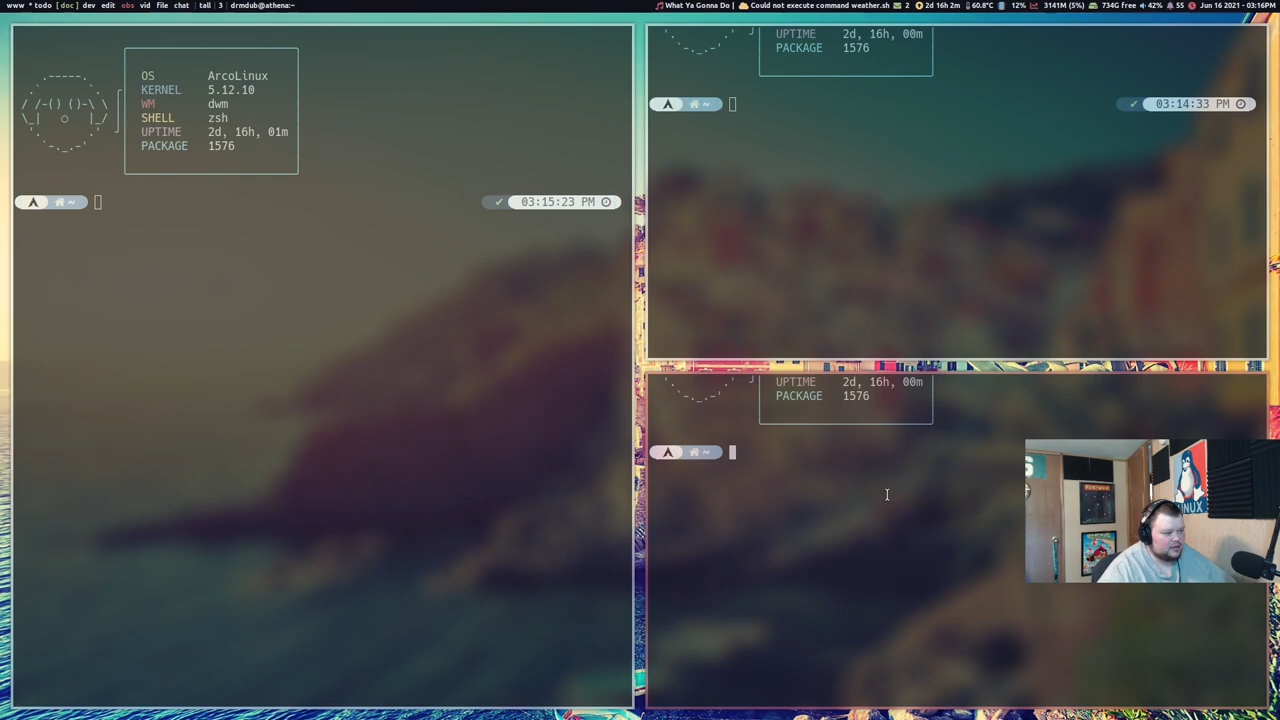 www * todo [ doc ] dev edit obs vid file chat | tall | 3 | drmdub@athena:~
What Ya Gonna Do | Could not execute command weather.sh 2 2d 16h 2m 60.8°C 12% 3141M (5%) 734G free 42% 55 Jun 16 2021 - 03:16PM
OS ArcoLinux
KERNEL 5.12.10
WM dwm
SHELL zsh
UPTIME 2d, 16h, 01m
PACKAGE 1576
~
✔ 03:15:23 PM
UPTIME 2d, 16h, 00m
PACKAGE 1576
~
✔ 03:14:33 PM
UPTIME 2d, 16h, 00m
PACKAGE 1576
~